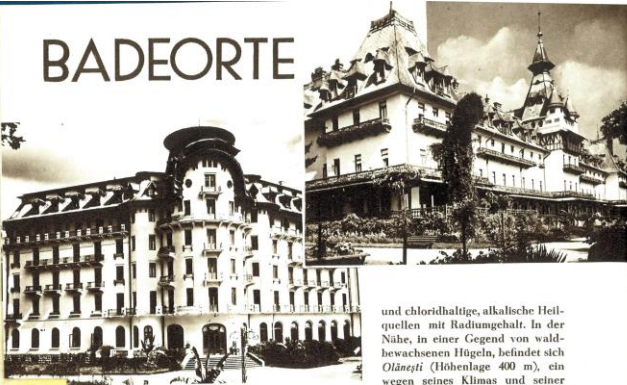 BADEORTE
und chloridhaltige, alkalische Heil-
quellen mit Radiumgehalt. In der
Nähe, in einer Gegend von wald-
bewachsenen Hügeln, befindet sich
Olănești (Höhenlage 400 m), ein
wegen seines Klimas und seiner